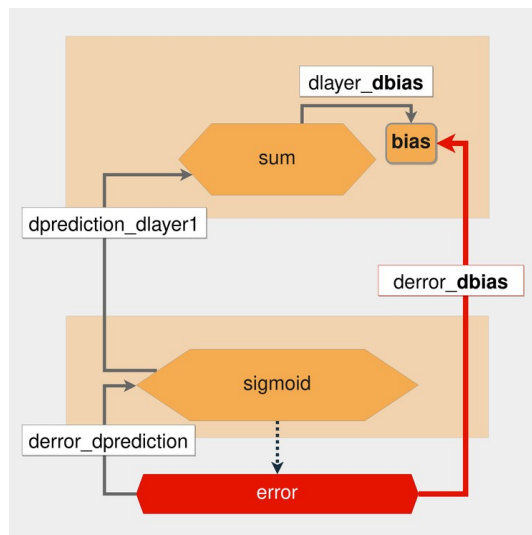 dlayer_dbias
bias
sum
dprediction_dlayer1
derror_dbias
sigmoid
derror_dprediction
error